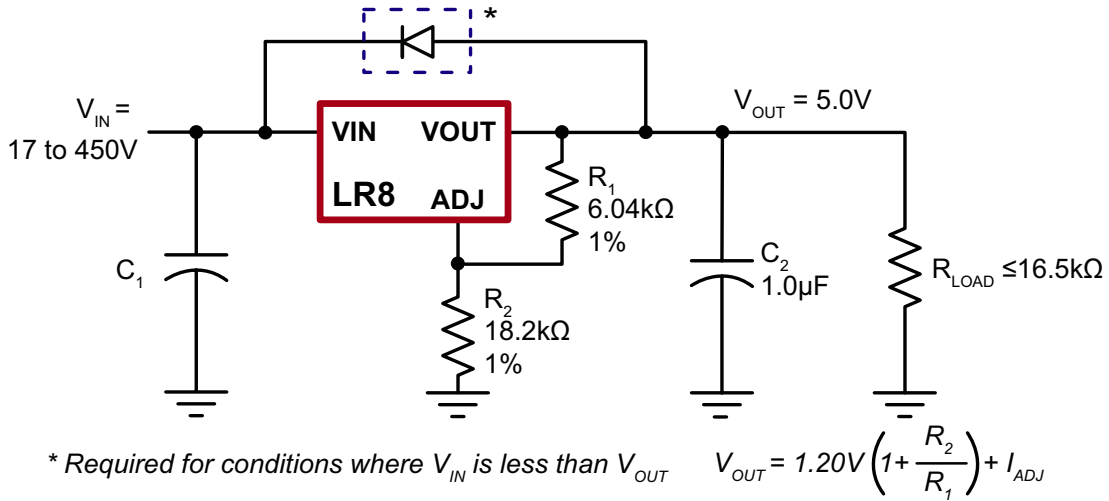 *
V_IN =
17 to 450V
VIN VOUT
LR8 ADJ
V_OUT = 5.0V
R_1
6.04kΩ
1%
C_1
R_2
18.2kΩ
1%
C_2
1.0µF
R_LOAD ≤16.5kΩ
* Required for conditions where V_IN is less than V_OUT
V_OUT = 1.20V (1+ R_2/R_1) + I_ADJ